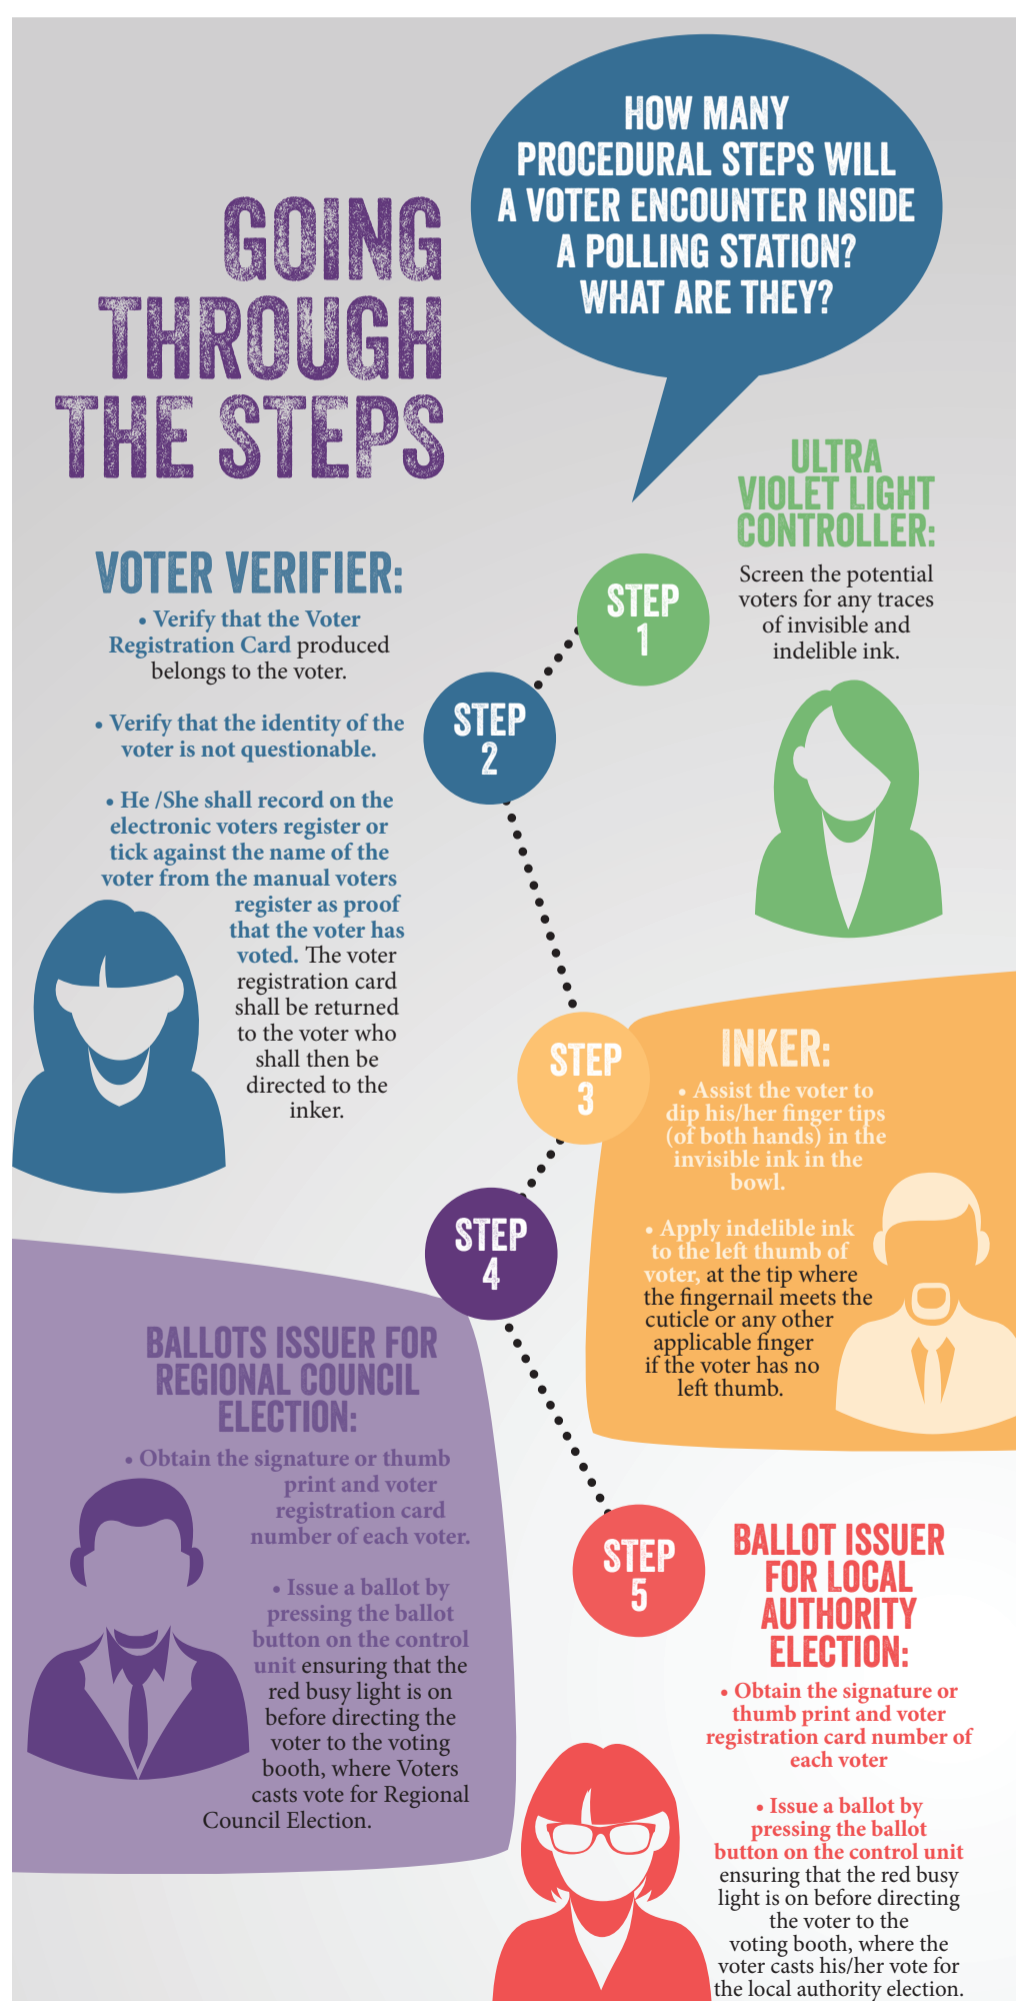 GOING
THROUGH
THE STEPS
HOW MANY
PROCEDURAL STEPS WILL
A VOTER ENCOUNTER INSIDE
A POLLING STATION?
WHAT ARE THEY?
STEP
1
ULTRA
VIOLET LIGHT
CONTROLLER:
Screen the potential
voters for any traces
of invisible and
indelible ink.
STEP
2
VOTER VERIFIER:
• Verify that the Voter
Registration Card produced
belongs to the voter.
• Verify that the identity of the
voter is not questionable.
• He /She shall record on the
electronic voters register or
tick against the name of the
voter from the manual voters
register as proof
that the voter has
voted. The voter
registration card
shall be returned
to the voter who
shall then be
directed to the
inker.
STEP
3
INKER:
• Assist the voter to
dip his/her finger tips
(of both hands) in the
invisible ink in the
bowl.
• Apply indelible ink
to the left thumb of
voter, at the tip where
the fingernail meets the
cuticle or any other
applicable finger
if the voter has no
left thumb.
STEP
4
BALLOTS ISSUER FOR
REGIONAL COUNCIL
ELECTION:
• Obtain the signature or thumb
print and voter
registration card
number of each voter.
• Issue a ballot by
pressing the ballot
button on the control
unit ensuring that the
red busy light is on
before directing the
voter to the voting
booth, where Voters
casts vote for Regional
Council Election.
STEP
5
BALLOT ISSUER
FOR LOCAL
AUTHORITY
ELECTION:
• Obtain the signature or
thumb print and voter
registration card number of
each voter
• Issue a ballot by
pressing the ballot
button on the control unit
ensuring that the red busy
light is on before directing
the voter to the
voting booth, where the
voter casts his/her vote for
the local authority election.